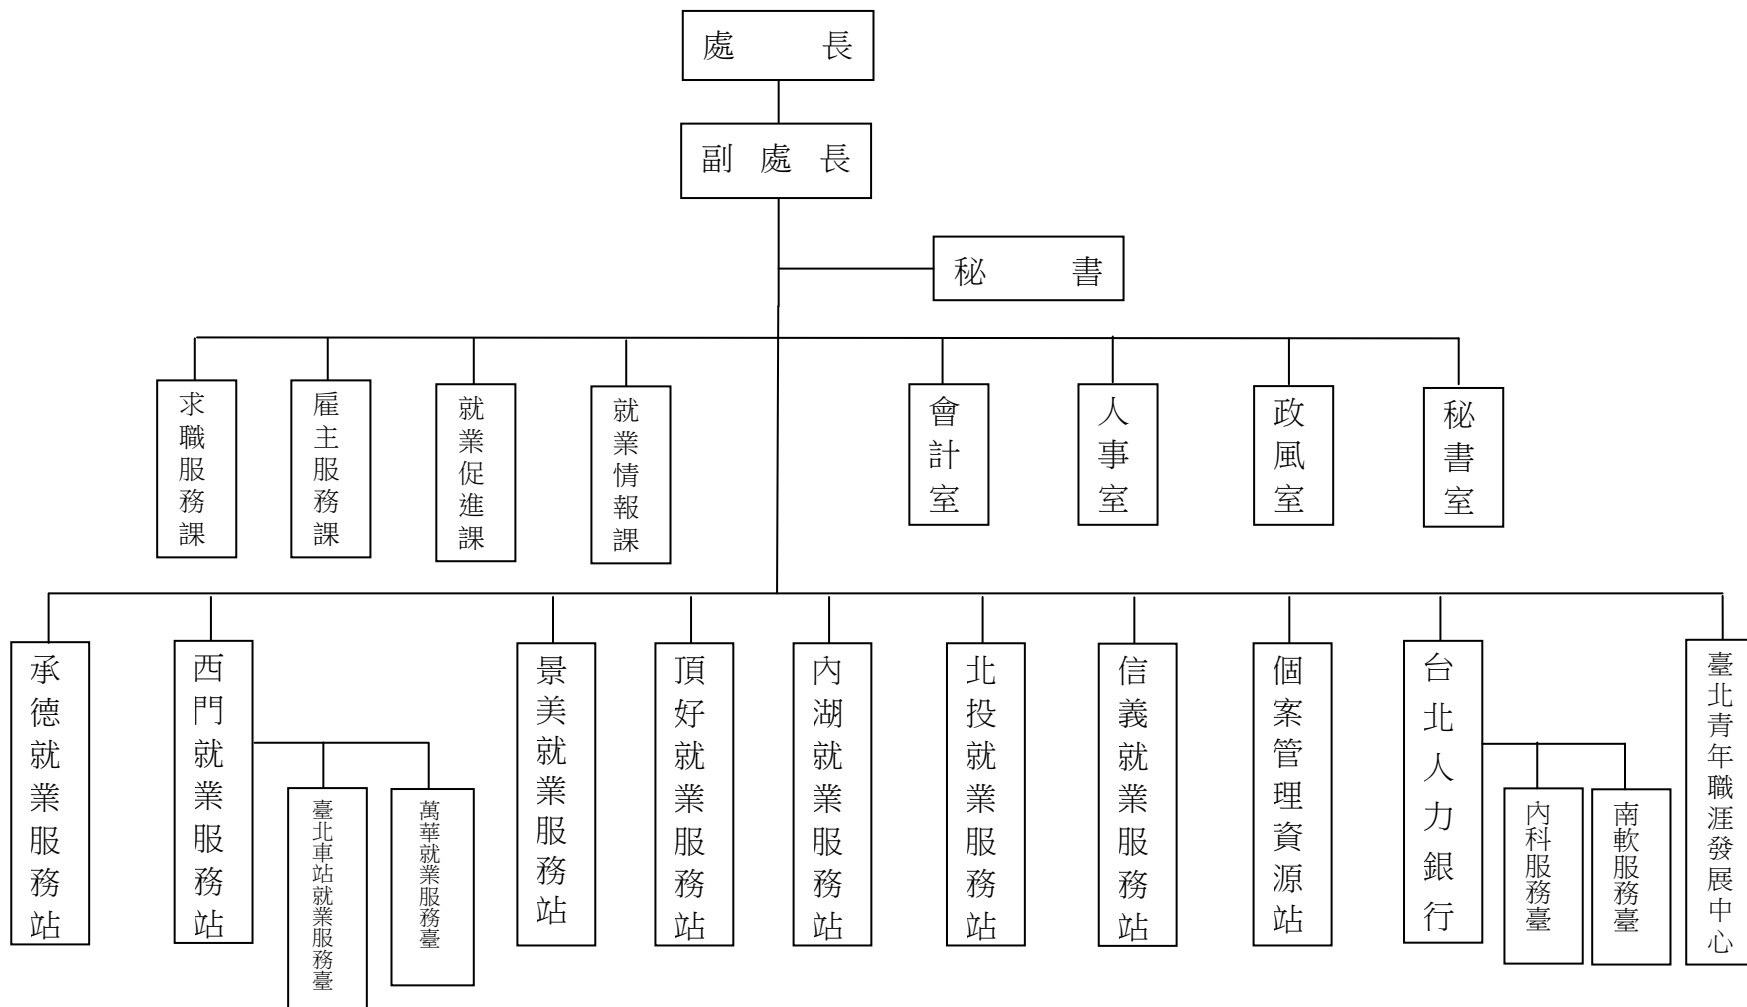 處長
副處長
秘書
求職服務課
雇主服務課
就業促進課
就業情報課
會計室
人事室
政風室
秘書室
承德就業服務站
西門就業服務站
臺北車站就業服務臺
萬華就業服務臺
景美就業服務站
頂好就業服務站
內湖就業服務站
北投就業服務站
信義就業服務站
個案管理資源站
台北人力銀行
內科服務臺
南軟服務臺
臺北青年職涯發展中心